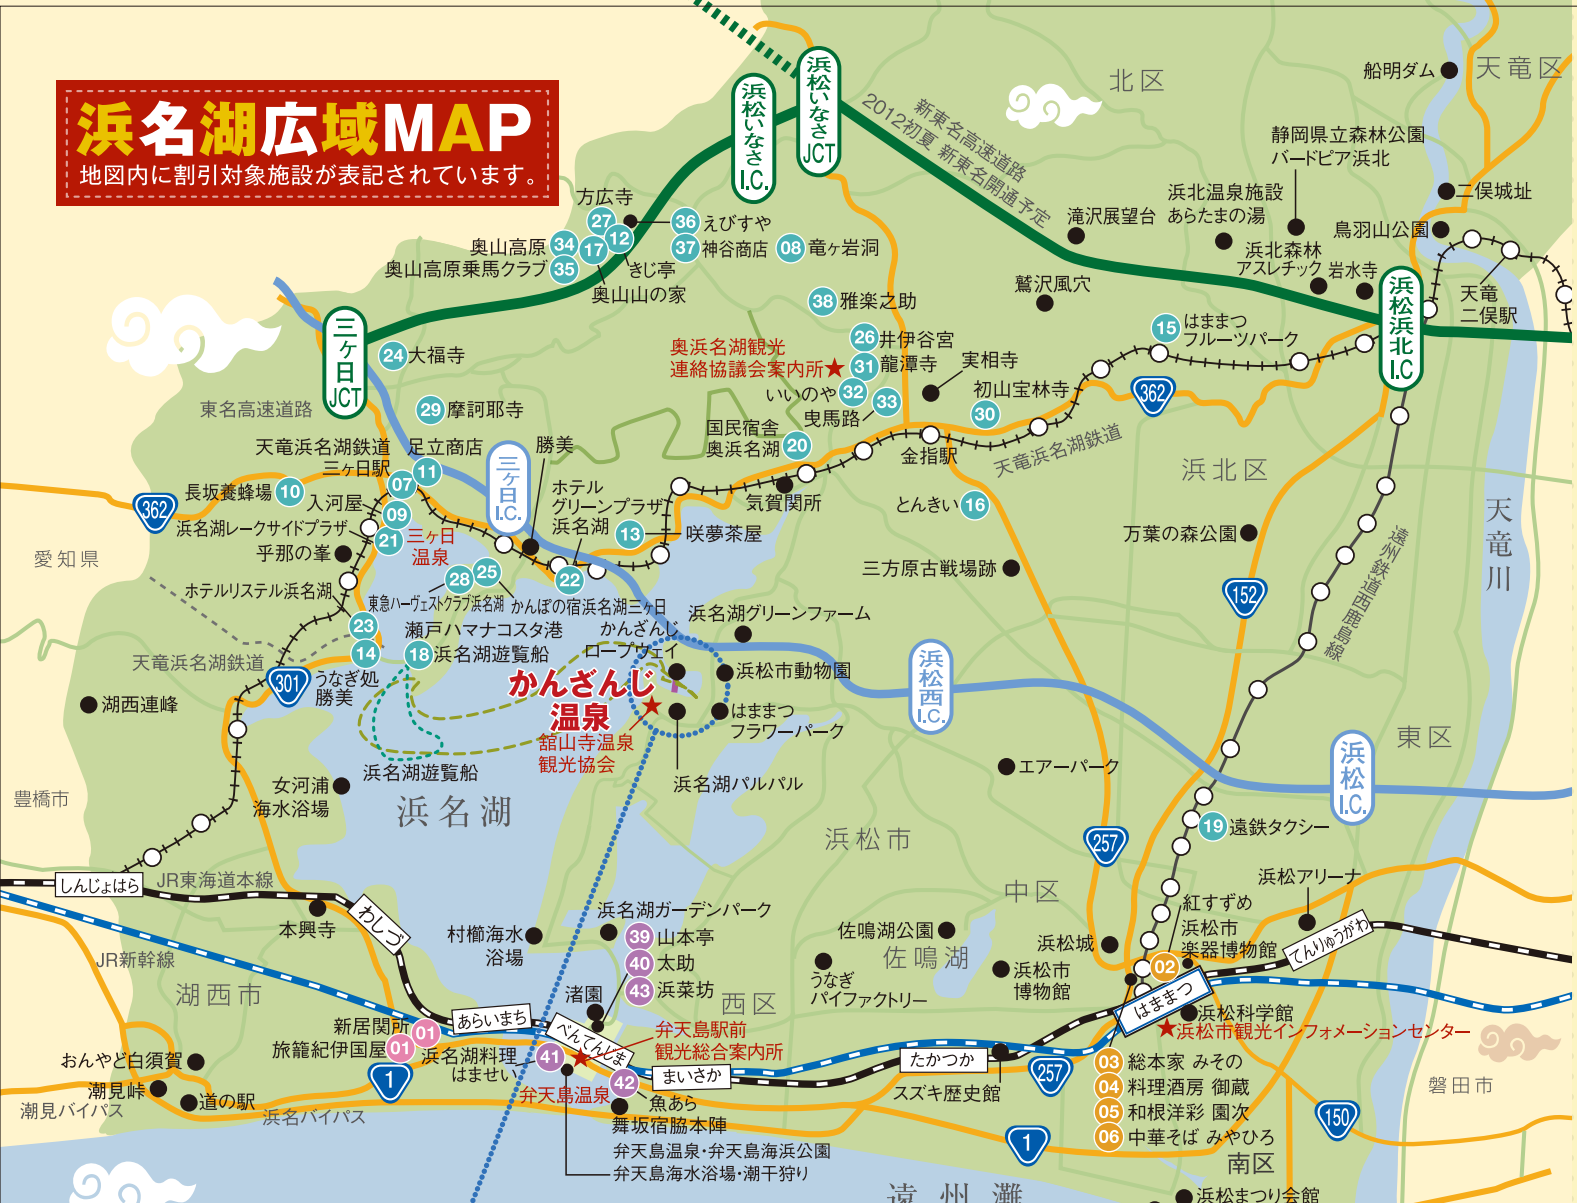 浜名湖広域MAP
地図内に割引対象施設が表記されています。
浜松いなさI.C.
浜松いなさJCT
新東名高速道路
2012初夏 新東名開通予定
北区
船明ダム
天竜区
静岡県立森林公園
バードピア浜北
二俣城址
浜北温泉施設
あらたまの湯
鳥羽山公園
滝沢展望台
浜北森林
アスレチック
岩水寺
鷲沢風穴
天竜
二俣駅
浜松浜北I.C
方広寺
27
36 えびすや
12
奥山高原 34
17
37 神谷商店
08 竜ヶ岩洞
奥山高原乗馬クラブ 35
きじ亭
奥山山の家
38 雅楽之助
三ヶ日JCT
24 大福寺
東名高速道路
29 摩訶耶寺
26 井伊谷宮
奥浜名湖観光
連絡協議会案内所
31 龍潭寺
実相寺
いいのや 32
33
曳馬路
初山宝林寺
30
15 はままつ
フルーツパーク
362
国民宿舎
奥浜名湖 20
金指駅
天竜浜名湖鉄道
浜北区
天竜浜名湖鉄道
三ヶ日駅
足立商店
11
07
三ヶ日I.C.
勝美
長坂養蜂場 10
入河屋
09
362
浜名湖レークサイドプラザ
21
三ヶ日
温泉
乎那の峯
ホテル
グリーンプラザ
浜名湖
13 咲夢茶屋
気賀関所
とんきい 16
万葉の森公園
天竜川
遠州鉄道西鹿島線
愛知県
三方原古戦場跡
152
ホテルリステル浜名湖
28
25
22
東急ハーヴェストクラブ浜名湖
かんぽの宿浜名湖三ヶ日
23
14
瀬戸ハマナコスタ港
18 浜名湖遊覧船
かんざんじ
ロープウェイ
浜名湖グリーンファーム
浜松市動物園
天竜浜名湖鉄道
301
うなぎ処
勝美
かんざんじ
温泉
舘山寺温泉
観光協会
はままつ
フラワーパーク
浜松西I.C.
湖西連峰
浜名湖遊覧船
浜名湖パルパル
エアーパーク
東区
浜松I.C.
豊橋市
女河浦
海水浴場
浜名湖
浜松市
257
19 遠鉄タクシー
しんじょはら
JR東海道本線
中区
浜松アリーナ
紅すずめ
わしづ
本興寺
浜名湖ガーデンパーク
39 山本亭
40 太助
43 浜菜坊
村櫛海水
浴場
佐鳴湖公園
佐鳴湖
浜松城
浜松市
楽器博物館
02
てんりゅうがわ
JR新幹線
湖西市
うなぎ
パイファクトリー
浜松市
博物館
西区
渚園
はままつ
浜松科学館
浜松市観光インフォメーションセンター
新居関所 01
旅籠紀伊国屋 01
あらいまち
べんてんじま
弁天島駅前
観光総合案内所
浜名湖料理
はませい
41
まいさか
たかつか
スズキ歴史館
257
03 総本家 みその
04 料理酒房 御蔵
05 和根洋彩 園次
06 中華そば みやひろ
おんやど白須賀
潮見峠
潮見バイパス
道の駅
浜名バイパス
1
弁天島温泉
42
魚あら
舞坂宿脇本陣
弁天島温泉・弁天島海浜公園
弁天島海水浴場・潮干狩り
1
150
磐田市
南区
遠州灘
浜松まつり会館